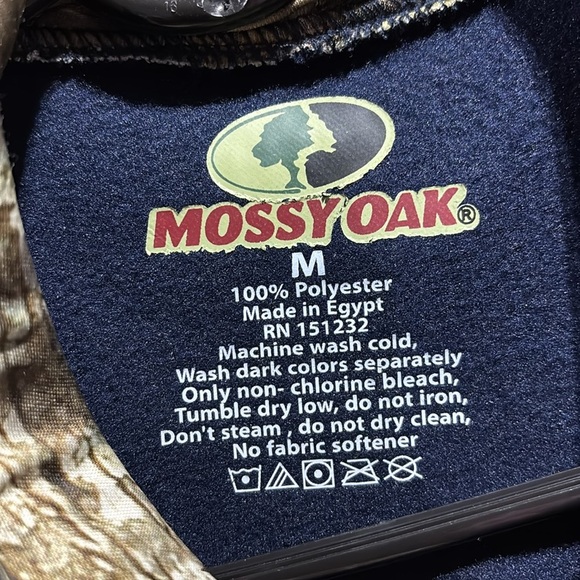 16
MOSSY OAK®
M
100% Polyester
Made in Egypt
RN 151232
Machine wash cold,
Wash dark colors separately
Only non- chlorine bleach,
Tumble dry low, do not iron,
Don't steam , do not dry clean,
No fabric softener